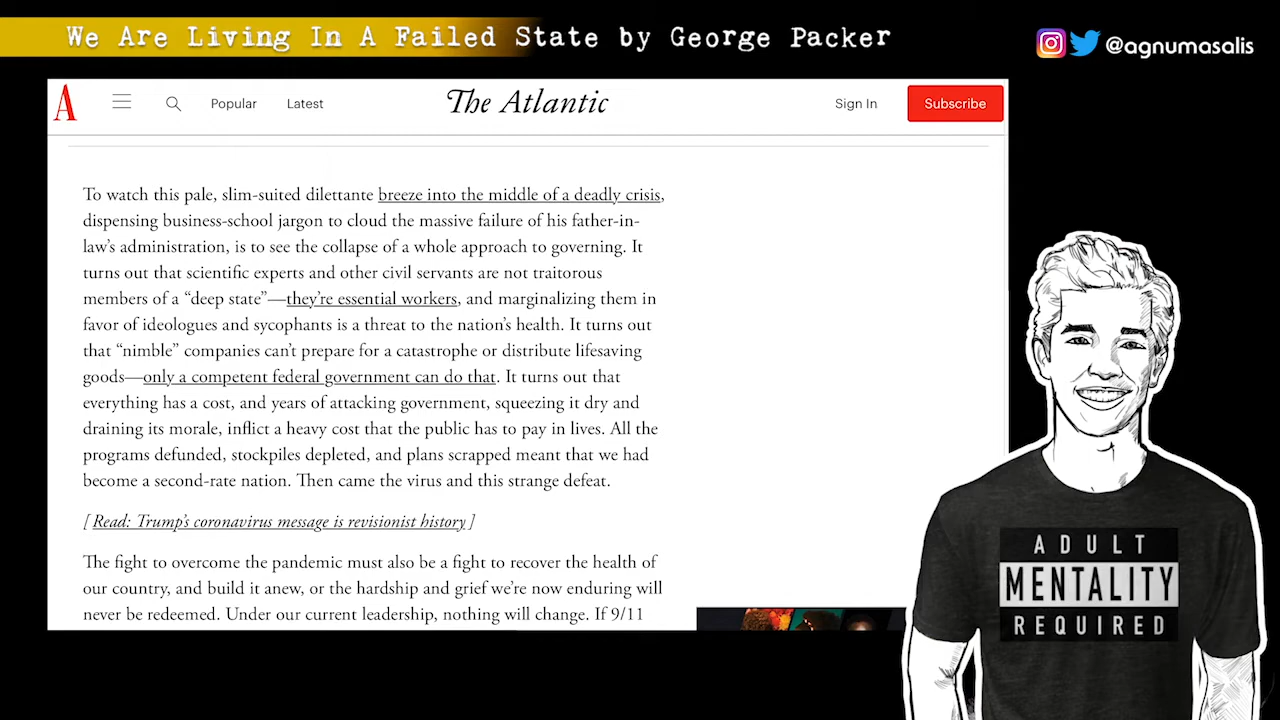 We Are Living In A Failed State by George Packer
@agnumasalis
A
Popular
Latest
The Atlantic
Sign In
Subscribe
To watch this pale, slim-suited dilettante breeze into the middle of a deadly crisis,
dispensing business-school jargon to cloud the massive failure of his father-in-
law’s administration, is to see the collapse of a whole approach to governing. It
turns out that scientific experts and other civil servants are not traitorous
members of a “deep state”—they’re essential workers, and marginalizing them in
favor of ideologues and sycophants is a threat to the nation’s health. It turns out
that “nimble” companies can’t prepare for a catastrophe or distribute lifesaving
goods—only a competent federal government can do that. It turns out that
everything has a cost, and years of attacking government, squeezing it dry and
draining its morale, inflict a heavy cost that the public has to pay in lives. All the
programs defunded, stockpiles depleted, and plans scrapped meant that we had
become a second-rate nation. Then came the virus and this strange defeat.
[ Read: Trump’s coronavirus message is revisionist history ]
The fight to overcome the pandemic must also be a fight to recover the health of
our country, and build it anew, or the hardship and grief we’re now enduring will
never be redeemed. Under our current leadership, nothing will change. If 9/11
ADULT
MENTALITY
REQUIRED